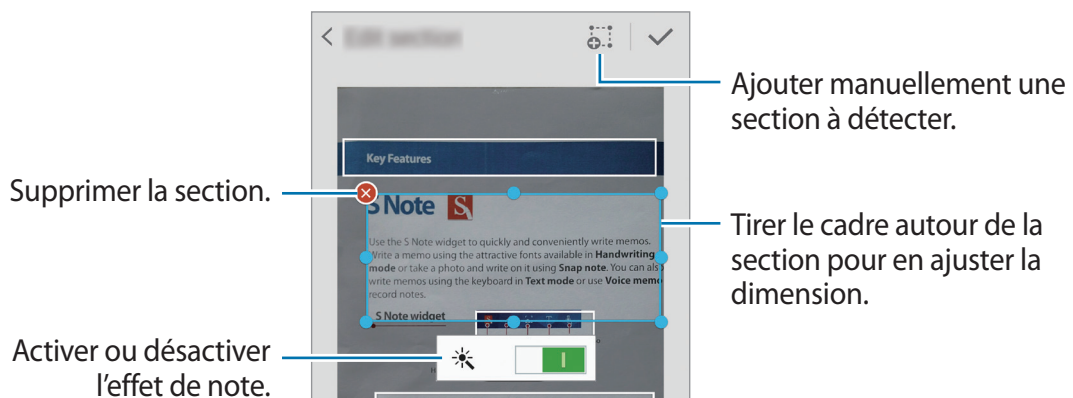 Ajouter manuellement une
section à détecter.
Key Features
Supprimer la section.
S Note
Use the S Note widget to quickly and conveniently write memos.
Write a memo using the attractive fonts available in Handwriting
mode or take a photo and write on it using Snap note. You can also
write memos using the keyboard in Text mode or use Voice memo
record notes.
S Note widget
Tirer le cadre autour de la
section pour en ajuster la
dimension.
Activer ou désactiver
l'effet de note.